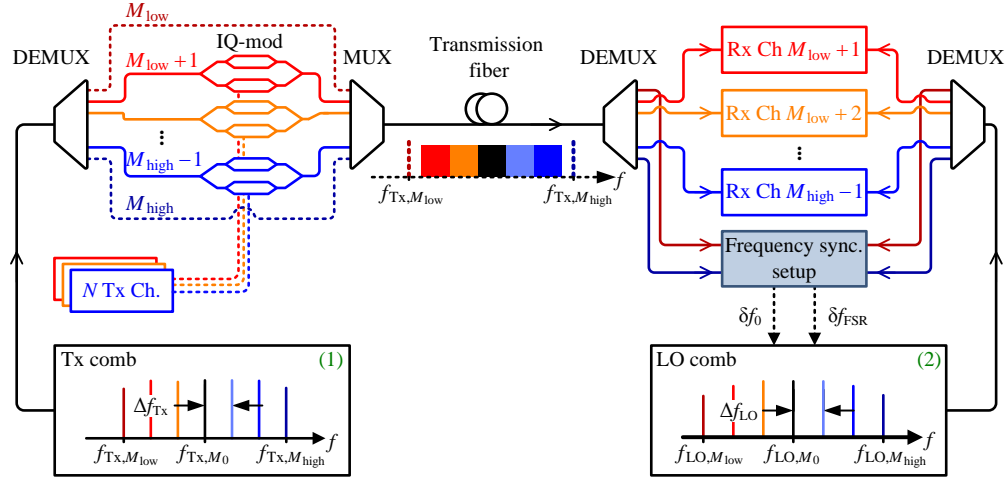 M_low
DEMUX
IQ-mod
MUX
M_low + 1
M_high − 1
M_high
N Tx Ch.
Transmission
fiber
f_Tx,M_low
f_Tx,M_high
f
DEMUX
DEMUX
Rx Ch M_low + 1
Rx Ch M_low + 2
Rx Ch M_high − 1
Frequency sync.
setup
δf_0
δf_FSR
Tx comb
(1)
Δf_Tx
f
f_Tx,M_low
f_Tx,M_0
f_Tx,M_high
LO comb
(2)
Δf_LO
f
f_LO,M_low
f_LO,M_0
f_LO,M_high